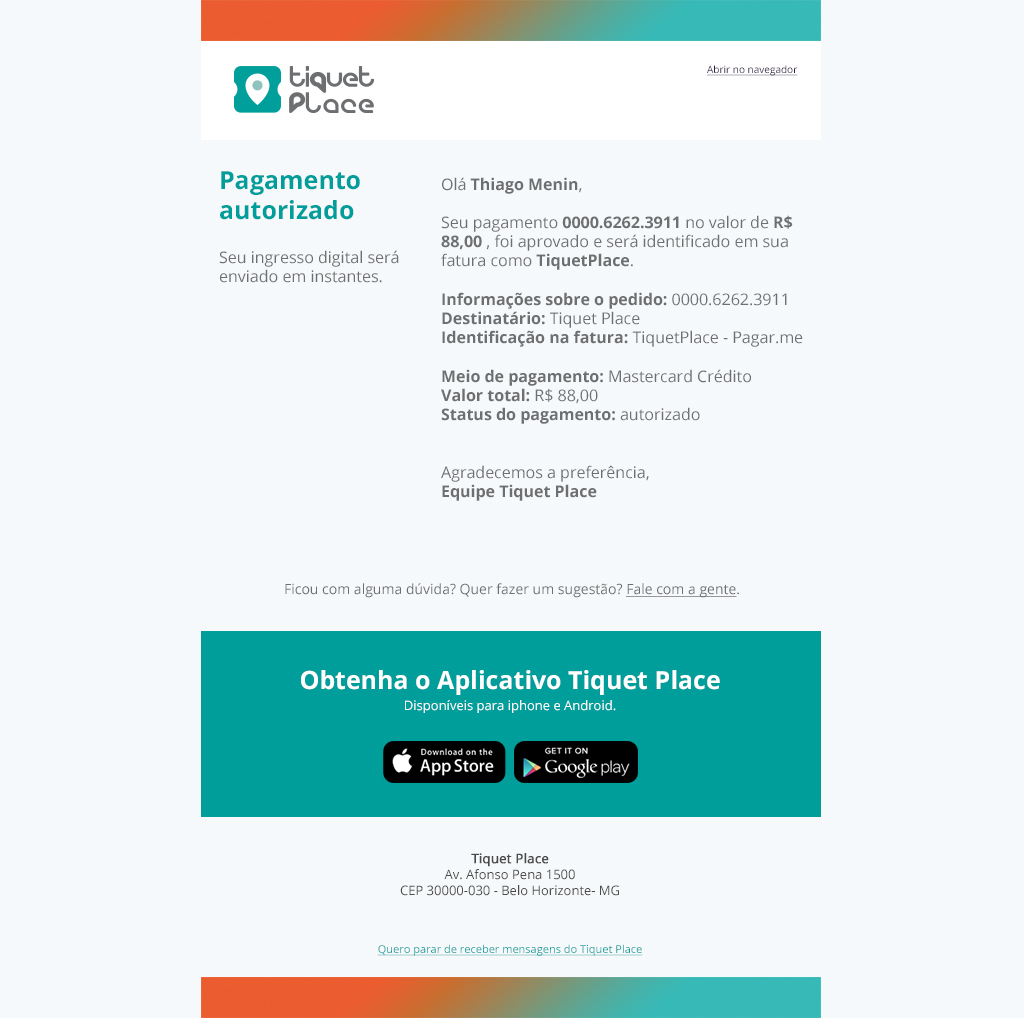 tiquet
Place
Abrir no navegador
Pagamento
autorizado
Seu ingresso digital será
enviado em instantes.
Olá Thiago Menin,
Seu pagamento 0000.6262.3911 no valor de R$
88,00 , foi aprovado e será identificado em sua
fatura como TiquetPlace.
Informações sobre o pedido: 0000.6262.3911
Destinatário: Tiquet Place
Identificação na fatura: TiquetPlace - Pagar.me
Meio de pagamento: Mastercard Crédito
Valor total: R$ 88,00
Status do pagamento: autorizado
Agradecemos a preferência,
Equipe Tiquet Place
Ficou com alguma dúvida? Quer fazer um sugestão? Fale com a gente.
Obtenha o Aplicativo Tiquet Place
Disponíveis para iphone e Android.
Download on the
App Store
GET IT ON
Google play
Tiquet Place
Av. Afonso Pena 1500
CEP 30000-030 - Belo Horizonte- MG
Quero parar de receber mensagens do Tiquet Place